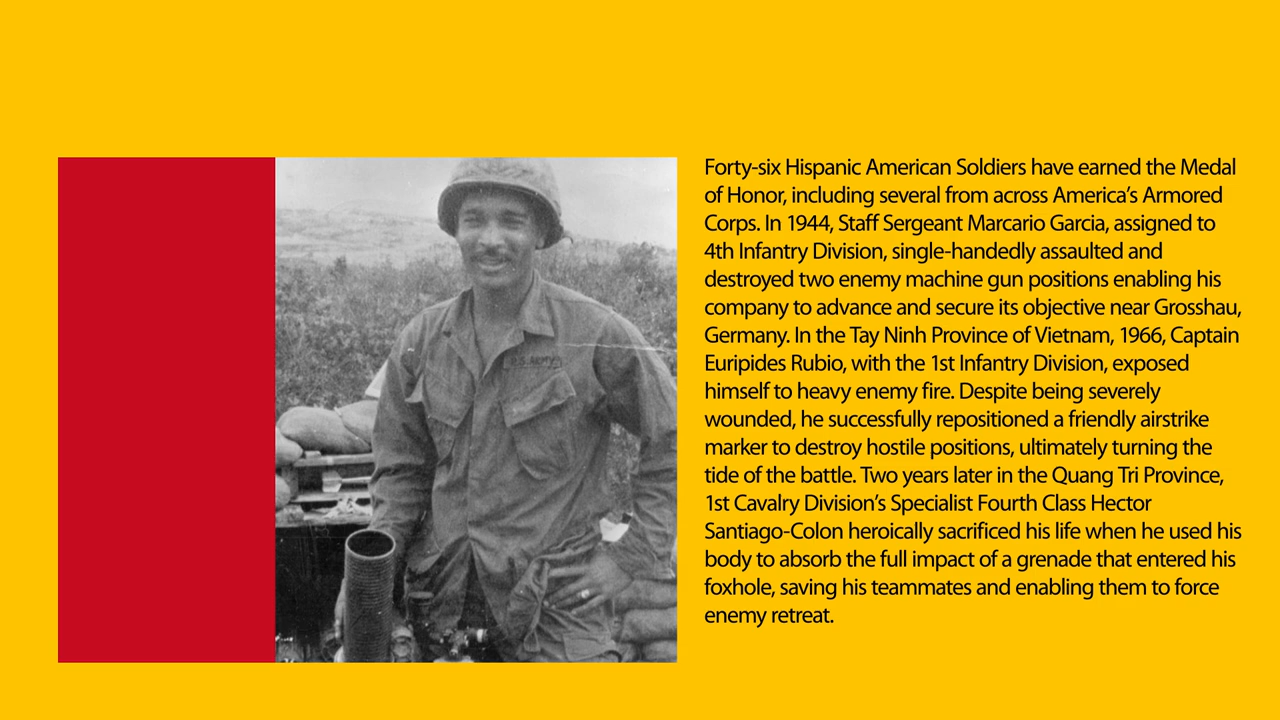 Forty-six Hispanic American Soldiers have earned the Medal
of Honor, including several from across America's Armored
Corps. In 1944, Staff Sergeant Marcario Garcia, assigned to
4th Infantry Division, single-handedly assaulted and
destroyed two enemy machine gun positions enabling his
company to advance and secure its objective near Grosshau,
Germany. In the Tay Ninh Province of Vietnam, 1966, Captain
Euripides Rubio, with the 1st Infantry Division, exposed
himself to heavy enemy fire. Despite being severely
wounded, he successfully repositioned a friendly airstrike
marker to destroy hostile positions, ultimately turning the
tide of the battle. Two years later in the Quang Tri Province,
1st Cavalry Division's Specialist Fourth Class Hector
Santiago-Colon heroically sacrificed his life when he used his
body to absorb the full impact of a grenade that entered his
foxhole, saving his teammates and enabling them to force
enemy retreat.
U.S. ARMY